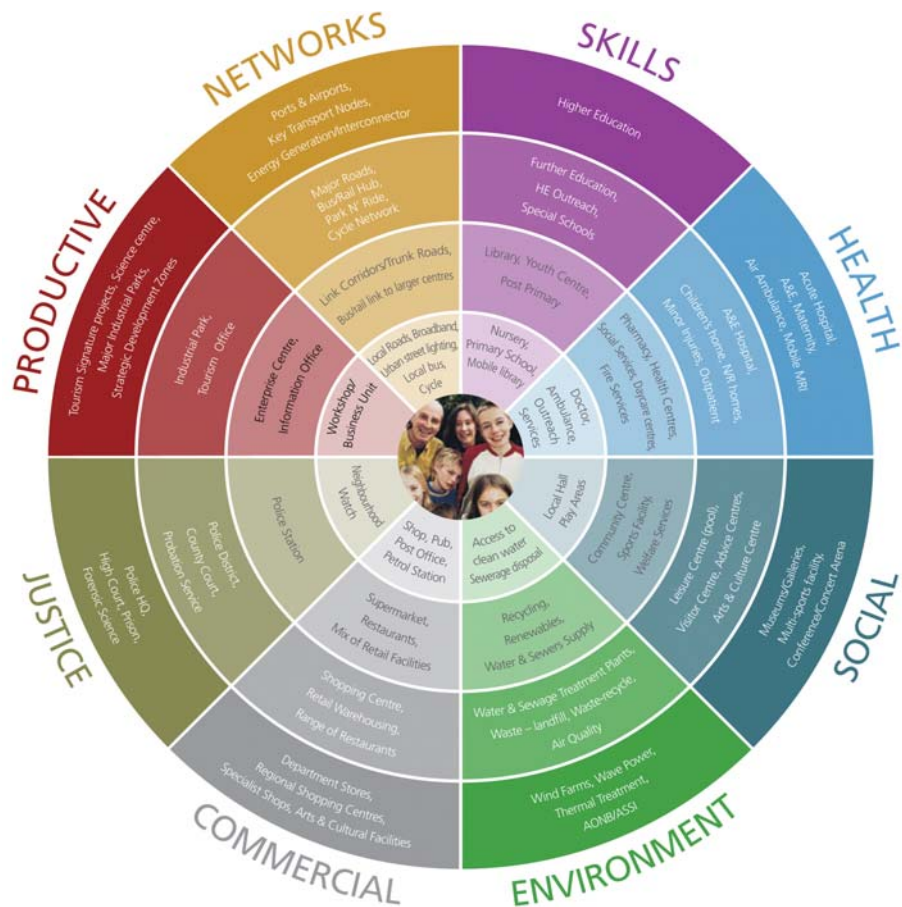 NETWORKS
Ports & Airports,
Key Transport Nodes,
Energy Generation/Interconnector
Major Roads,
Bus/Rail Hub,
Park N' Ride,
Cycle Network
Link Corridors/Trunk Roads,
Bus/rail link to larger centres
Local Roads, Broadband,
Urban street lighting,
Local bus,
Cycle
SKILLS
Higher Education
Further Education,
HE Outreach,
Special Schools
Library, Youth Centre,
Post Primary
Nursery,
Primary School,
Mobile library
HEALTH
Acute Hospital,
A&E, Maternity,
Air Ambulance, Mobile MRI
A&E Hospital,
Children's home, N/R Homes,
Minor Injuries, Outpatient
Pharmacy, Health Centres,
Social Services, Daycare centres,
Fire Services
Doctor,
Ambulance,
Outreach
Services
SOCIAL
Museums/Galleries,
Multi-sports facility,
Conference/Concert Arena
Leisure Centre (pool),
Visitor Centre, Advice Centres,
Arts & Culture Centre
Community Centre,
Sports Facility,
Welfare Services
Local Hall
Play Areas
ENVIRONMENT
Access to
clean water
Sewerage disposal
Recycling,
Renewables,
Water & Sewers Supply
Water & Sewage Treatment Plants,
Waste – landfill, Waste-recycle,
Air Quality
Wind Farms, Wave Power,
Thermal Treatment,
AONB/ASSI
COMMERCIAL
Shop, Pub,
Post Office,
Petrol Station
Supermarket,
Restaurants,
Mix of Retail Facilities
Shopping Centre,
Retail Warehousing,
Range of Restaurants
Department Stores,
Regional Shopping Centres,
Specialist Shops, Arts & Cultural Facilities
JUSTICE
Neighbourhood
Watch
Police Station
Police District,
County Court,
Probation Service
Police HQ,
High Court, Prison,
Forensic Science
PRODUCTIVE
Tourism Signature projects, Science centre,
Major Industrial Parks,
Strategic Development Zones
Industrial Park,
Tourism Office
Enterprise Centre,
Information Office
Workshop/
Business Unit